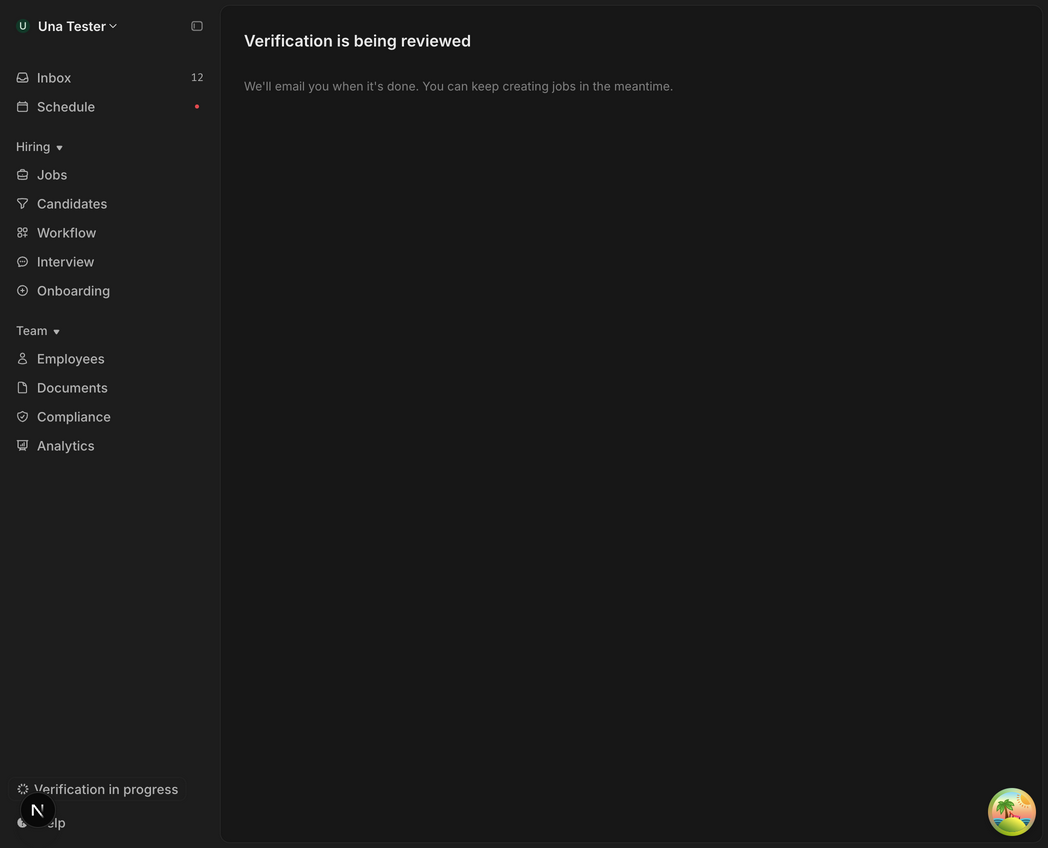 U Una Tester
Inbox 12
Schedule
Hiring
Jobs
Candidates
Workflow
Interview
Onboarding
Team
Employees
Documents
Compliance
Analytics
Verification in progress
N
Verification is being reviewed
We'll email you when it's done. You can keep creating jobs in the meantime.